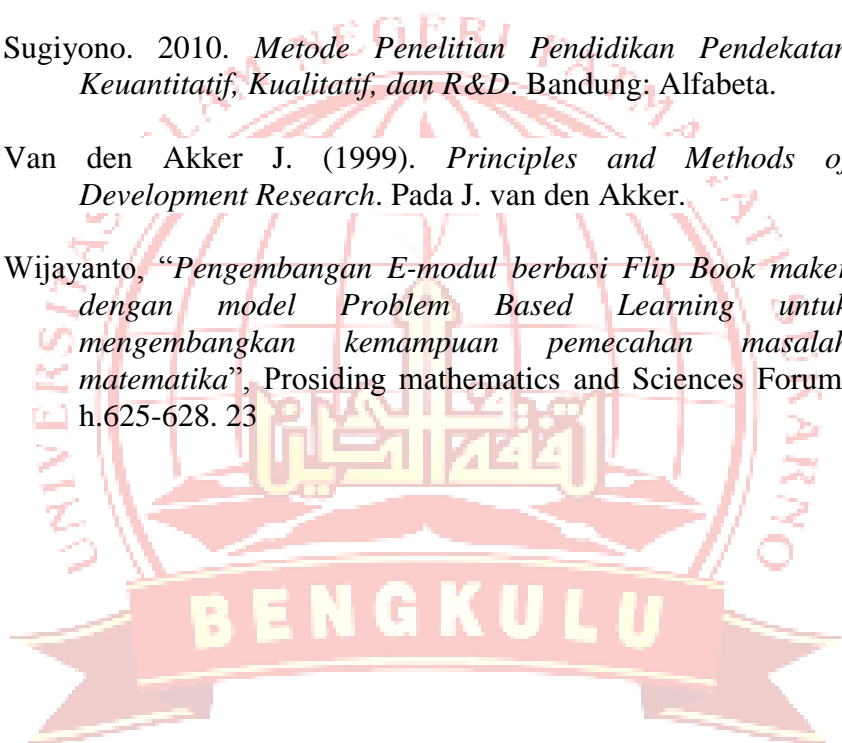 Sugiyono. 2010. Metode Penelitian Pendidikan Pendekatan
Keuantitatif, Kualitatif, dan R&D. Bandung: Alfabeta.
Van den Akker J. (1999). Principles and Methods of
Development Research. Pada J. van den Akker.
Wijayanto, “Pengembangan E-modul berbasi Flip Book maker
dengan model Problem Based Learning untuk
mengembangkan kemampuan pemecahan masalah
matematika”, Prosiding mathematics and Sciences Forum
h.625-628. 23
BENGKULU